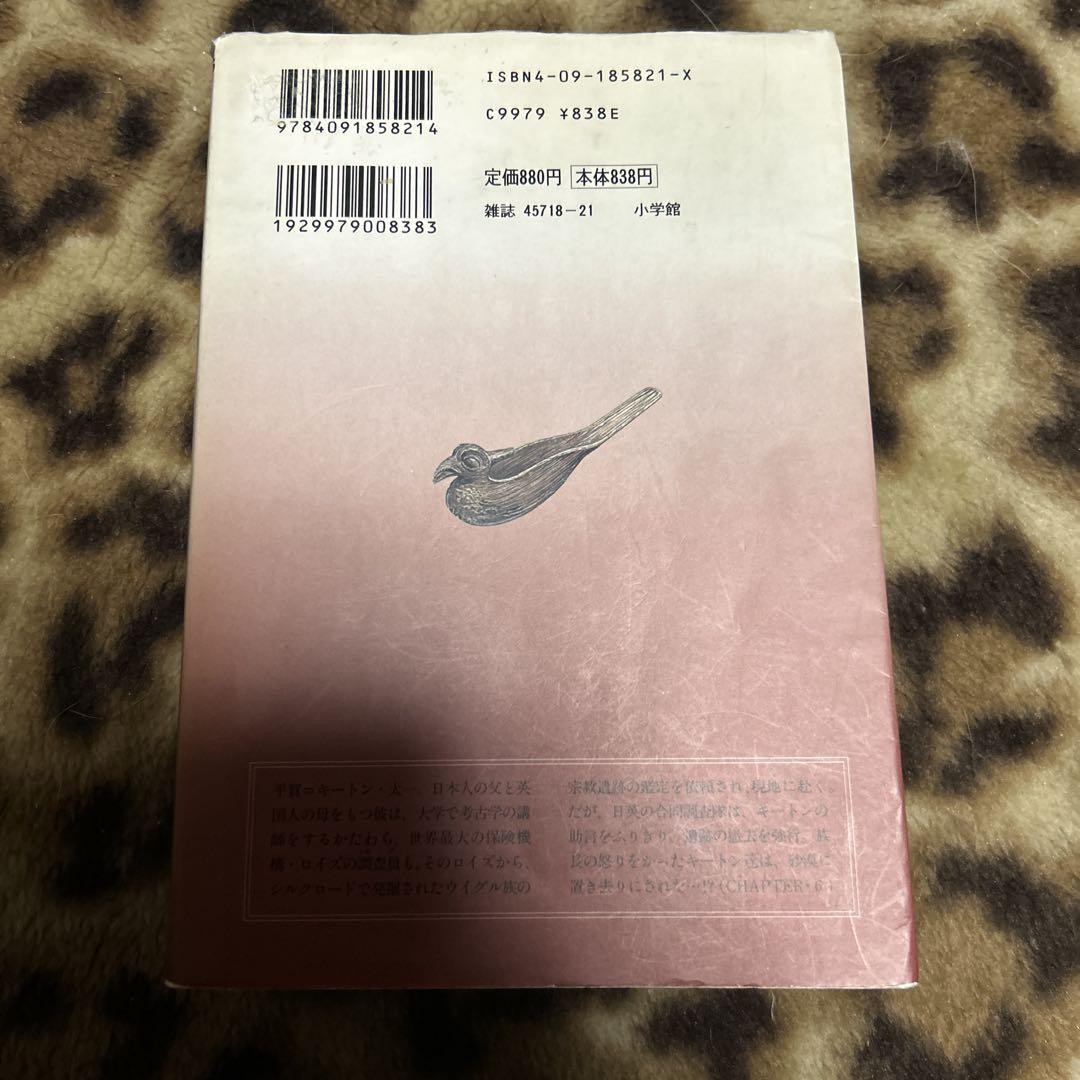 ISBN4-09-185821-X
C9979 ¥838E
9784091858214
定価880円 本体838円
雑誌 45718-21 小学館
1929979008383
平賀=キートン・太一。日本人の父と英
国人の母をもつ彼は、大学で考古学の講
師をするかたわら、世界最大の保険機
構・ロイズの調査員も。そのロイズから、
シルクロードで発掘されたウイグル族の
宗教遺跡の鑑定を依頼され、現地に赴く。
だが、日英の合同調査隊は、キートンの
助言をふりきり、遺跡の撤去を強行。族
長の怒りをかったキートン達は、砂漠に
置き去りにされた…!?(CHAPTER・6)